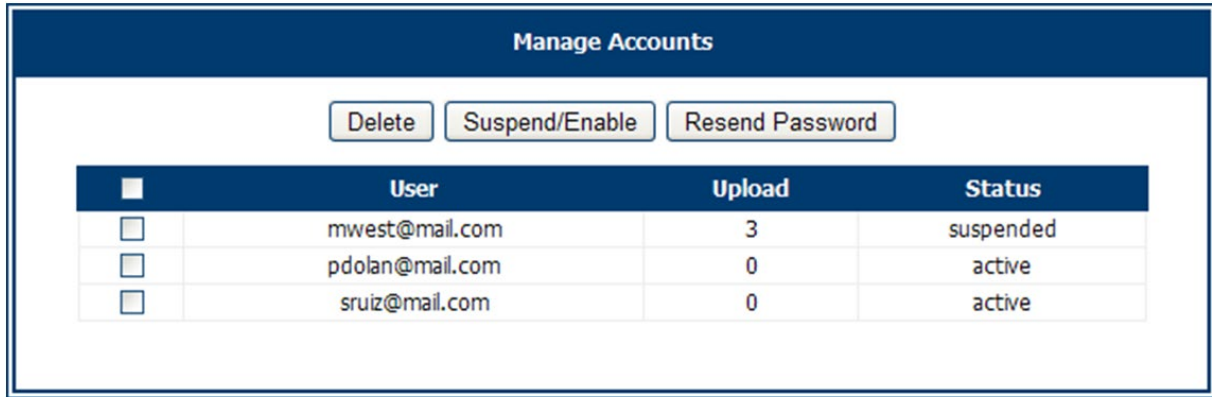 Manage Accounts
Delete Suspend/Enable Resend Password
User Upload Status
mwest@mail.com 3 suspended
pdolan@mail.com 0 active
sruiz@mail.com 0 active